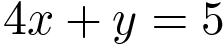 4x + y = 5